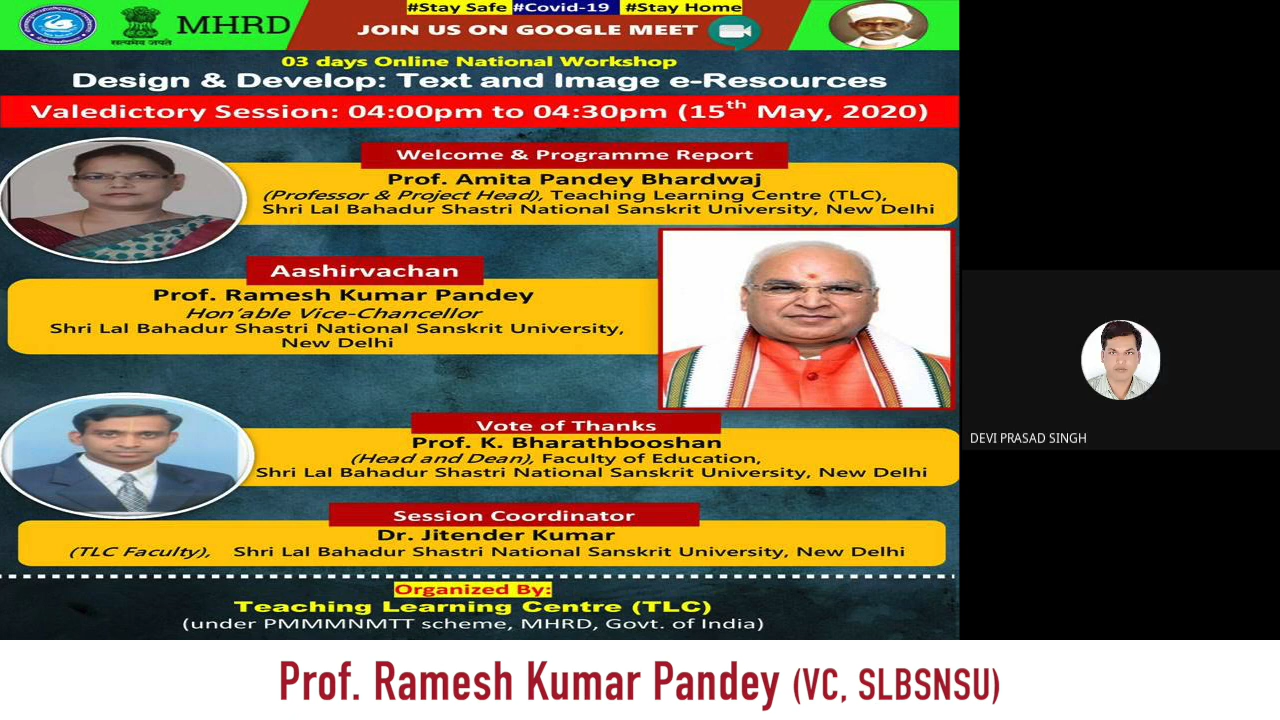 #Stay Safe #Covid-19 #Stay Home
MHRD
सत्यमेव जयते
JOIN US ON GOOGLE MEET
03 days Online National Workshop
Design & Develop: Text and Image e-Resources
Valedictory Session: 04:00pm to 04:30pm (15th May, 2020)
Welcome & Programme Report
Prof. Amita Pandey Bhardwaj
(Professor & Project Head), Teaching Learning Centre (TLC),
Shri Lal Bahadur Shastri National Sanskrit University, New Delhi
Aashirvachan
Prof. Ramesh Kumar Pandey
Hon'able Vice-Chancellor
Shri Lal Bahadur Shastri National Sanskrit University,
New Delhi
DEVI PRASAD SINGH
Vote of Thanks
Prof. K. Bharathbooshan
(Head and Dean), Faculty of Education,
Shri Lal Bahadur Shastri National Sanskrit University, New Delhi
Session Coordinator
Dr. Jitender Kumar
(TLC Faculty), Shri Lal Bahadur Shastri National Sanskrit University, New Delhi
Organized By:
Teaching Learning Centre (TLC)
(under PMMMNMTT scheme, MHRD, Govt. of India)
Prof. Ramesh Kumar Pandey (VC, SLBSNSU)